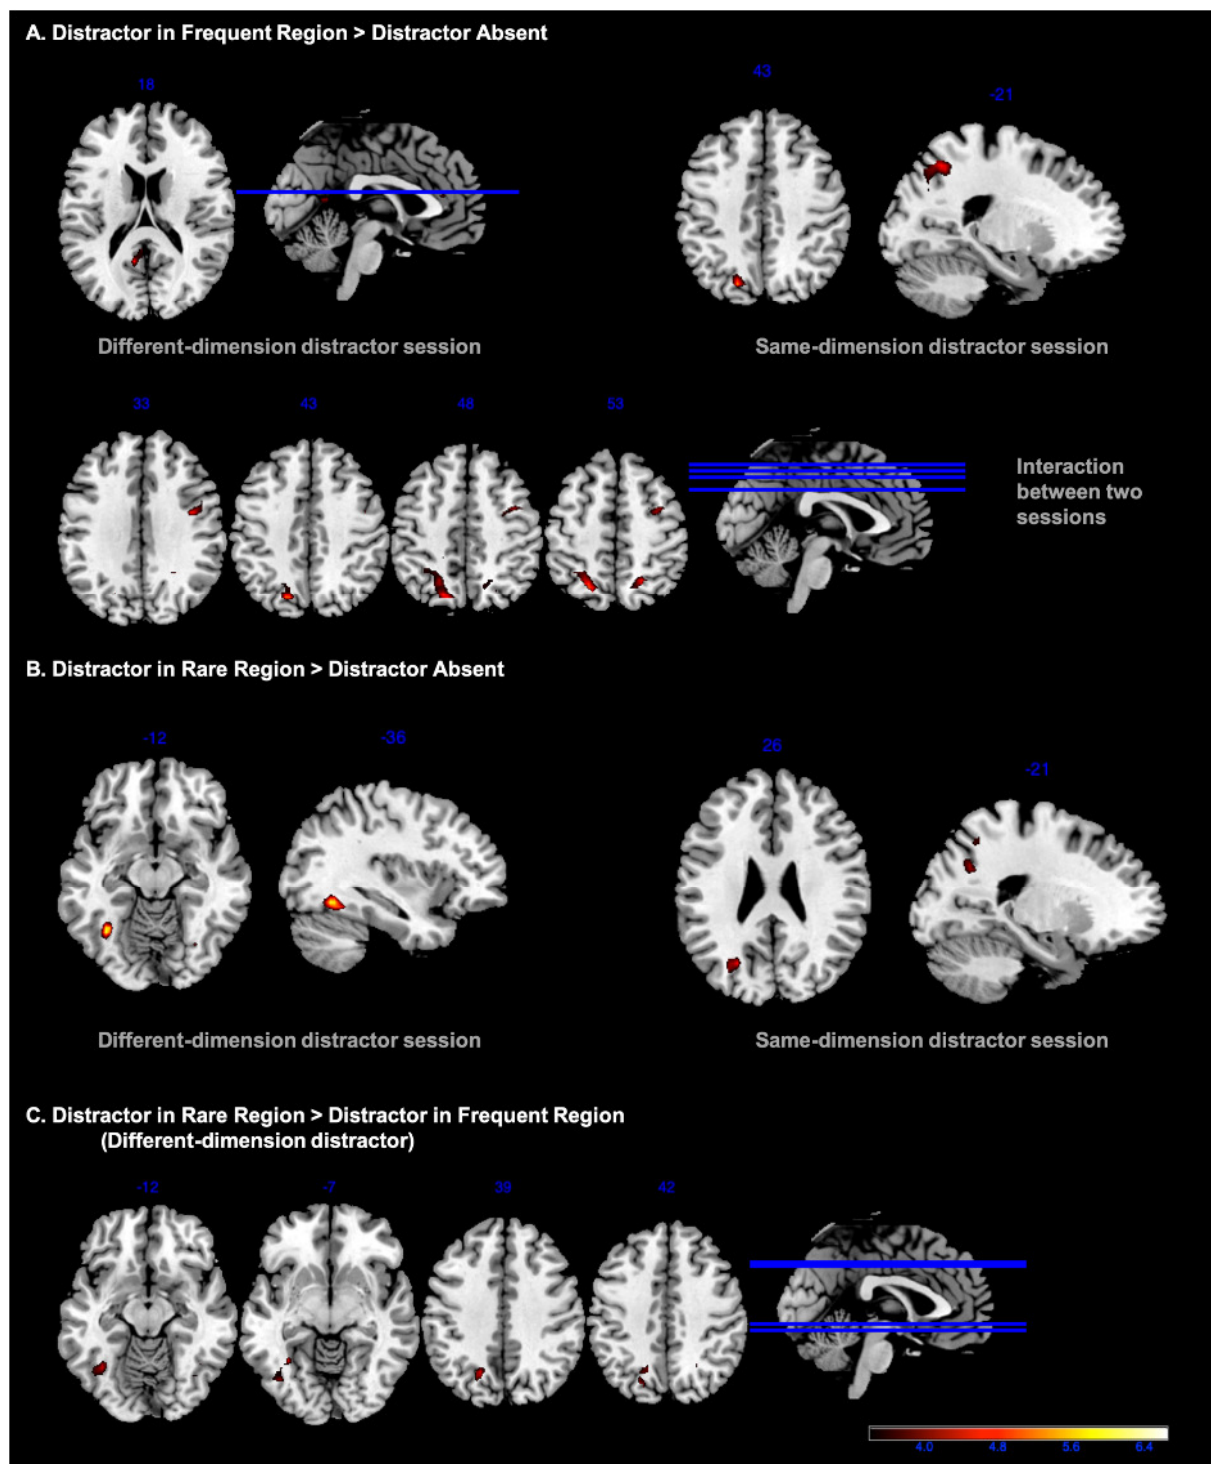 A. Distractor in Frequent Region > Distractor Absent
18
43
-21
Different-dimension distractor session
Same-dimension distractor session
33
43
48
53
Interaction
between two
sessions
B. Distractor in Rare Region > Distractor Absent
-12
-36
26
-21
Different-dimension distractor session
Same-dimension distractor session
C. Distractor in Rare Region > Distractor in Frequent Region
(Different-dimension distractor)
-12
-7
39
42
4.0
4.8
5.6
6.4